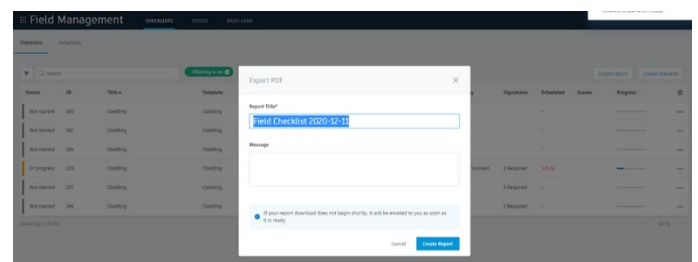 Field Management
CHECKLISTS
ISSUES
DAILY LOGS
Checklists
Templates
Search
Filtering is on
Export report
Create checklist
Status
ID
Title
Template
Signatures
Scheduled
Issues
Progress
Not started
Cladding
Cladding
Not started
Cladding
Cladding
Not started
Cladding
Cladding
In progress
Cladding
Cladding
2 Required
Not started
Cladding
Cladding
2 Required
Not started
Cladding
Cladding
2 Required
Export PDF
Report Title*
Field Checklist 2020-12-11
Message
If your report download does not begin shortly, it will be emailed to you as soon as
it is ready
Cancel
Create Report